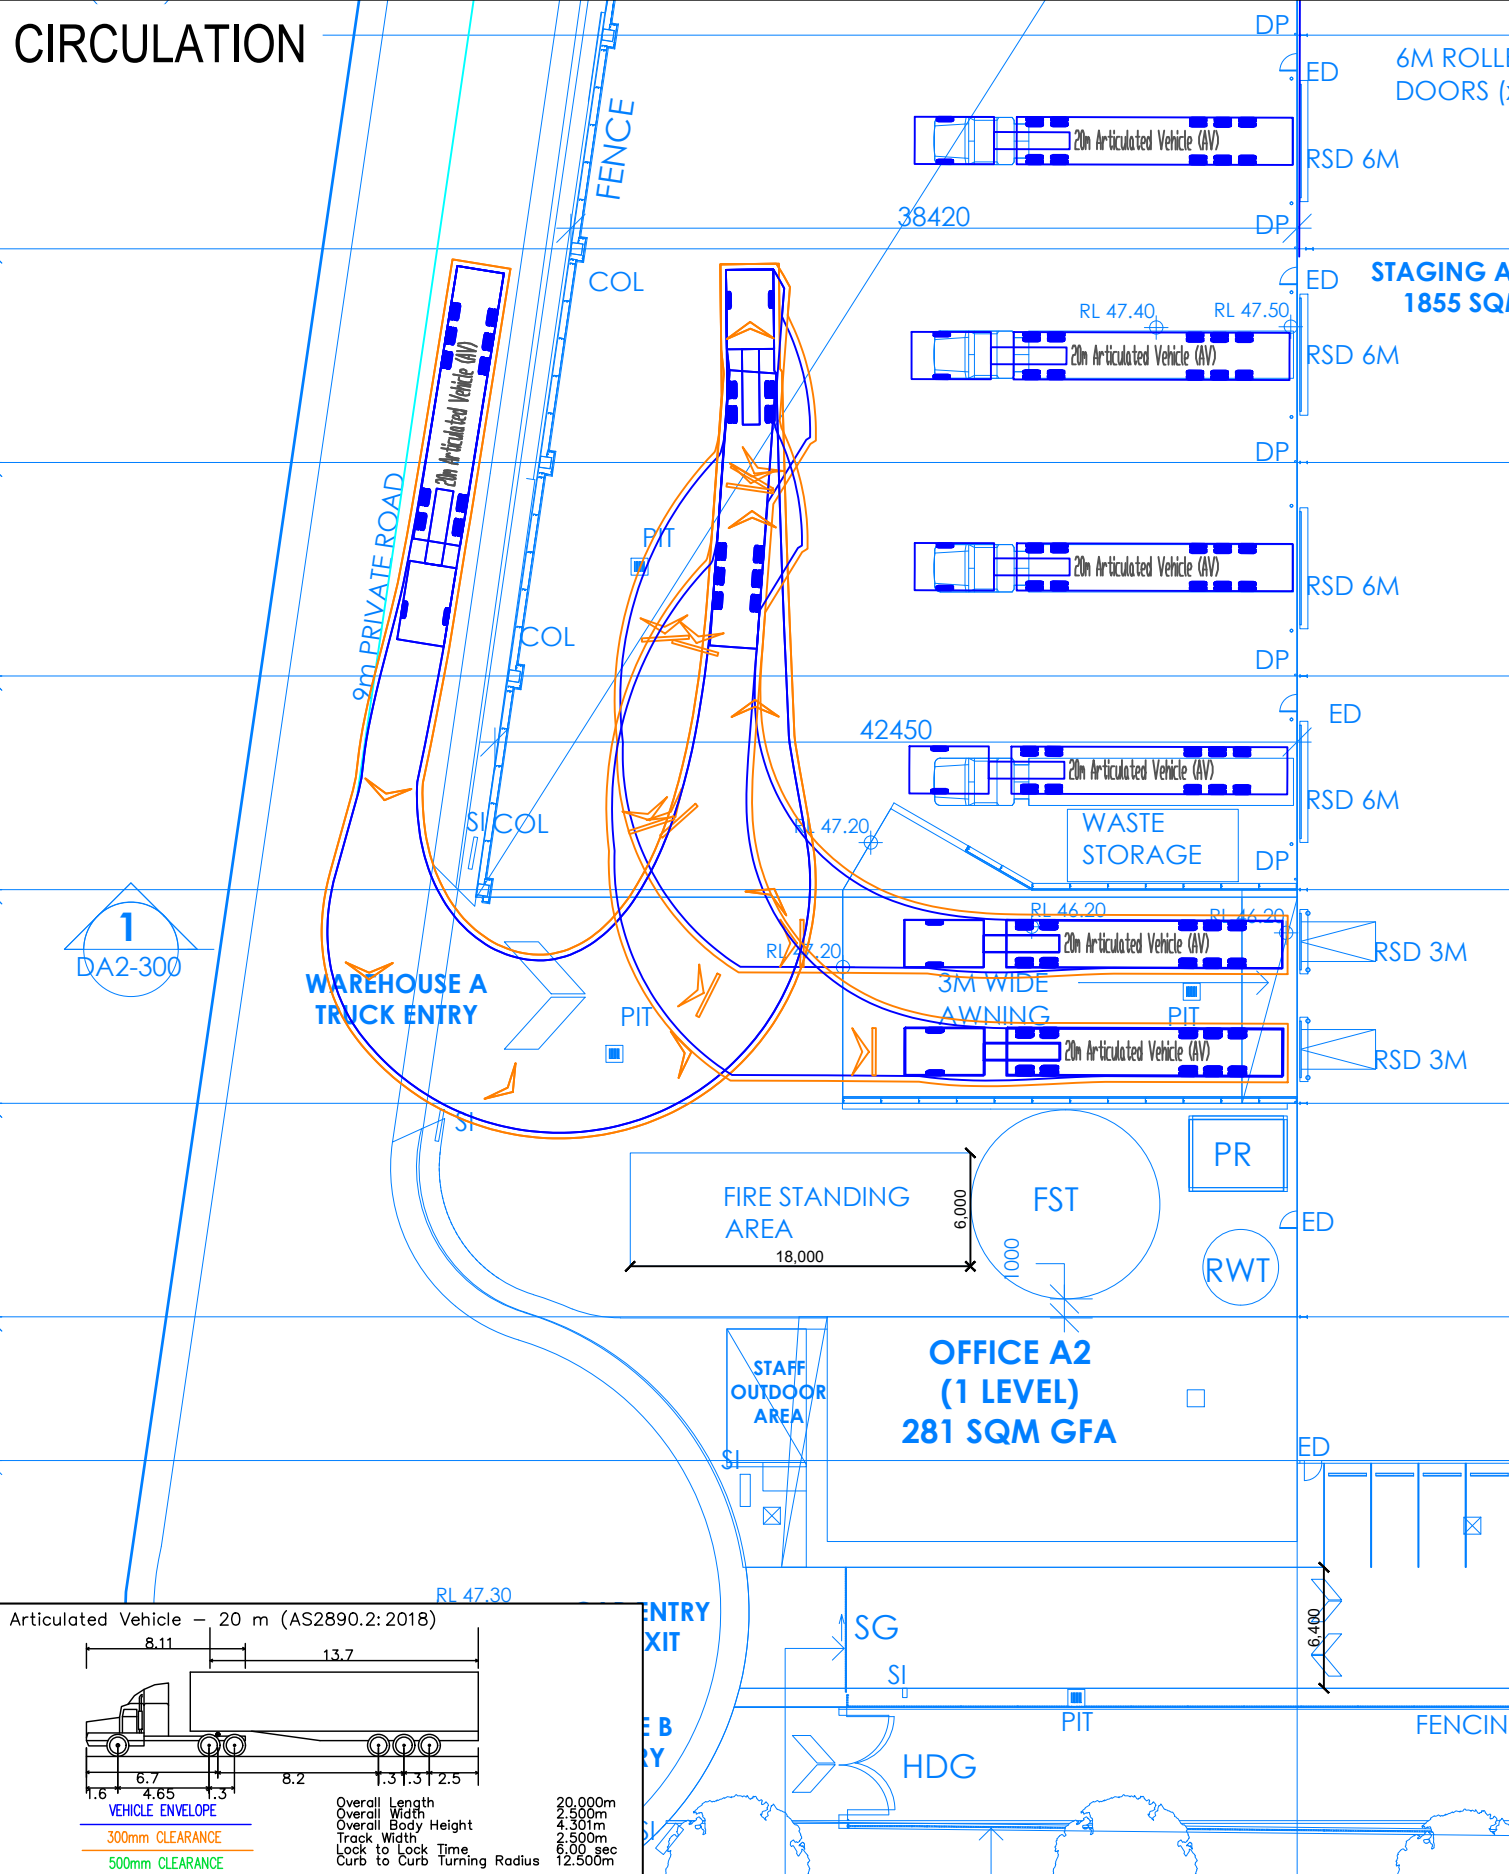 CIRCULATION
DP
ED
6M ROLL
DOORS (
FENCE
20m Articulated Vehicle (AV)
RSD 6M
38420
DP
COL
ED
STAGING A
1855 SQM
RL 47.40
RL 47.50
20m Articulated Vehicle (AV)
20m Articulated Vehicle (AV)
RSD 6M
DP
9m PRIVATE ROAD
PIT
20m Articulated Vehicle (AV)
RSD 6M
COL
DP
ED
42450
20m Articulated Vehicle (AV)
RSD 6M
SI
COL
RL 47.20
WASTE
STORAGE
DP
1
DA2-300
RL 46.20
RL 46.20
20m Articulated Vehicle (AV)
RSD 3M
RL 47.20
WAREHOUSE A
TRUCK ENTRY
3M WIDE
AWNING
PIT
PIT
20m Articulated Vehicle (AV)
RSD 3M
SI
FIRE STANDING
AREA
6,000
18,000
FST
1000
PR
ED
RWT
STAFF
OUTDOOR
AREA
OFFICE A2
(1 LEVEL)
281 SQM GFA
SI
ED
RL 47.30
ENTRY
XIT
SG
6,400
SI
PIT
FENCIN
E B
RY
HDG
SI
Articulated Vehicle – 20 m (AS2890.2:2018)
8.11
13.7
6.7
8.2
1.3
1.3
2.5
1.6
4.65
1.3
VEHICLE ENVELOPE
300mm CLEARANCE
500mm CLEARANCE
Overall Length 20.000m
Overall Width 2.500m
Overall Body Height 4.301m
Track Width 2.500m
Lock to Lock Time 6.00 sec
Curb to Curb Turning Radius 12.500m